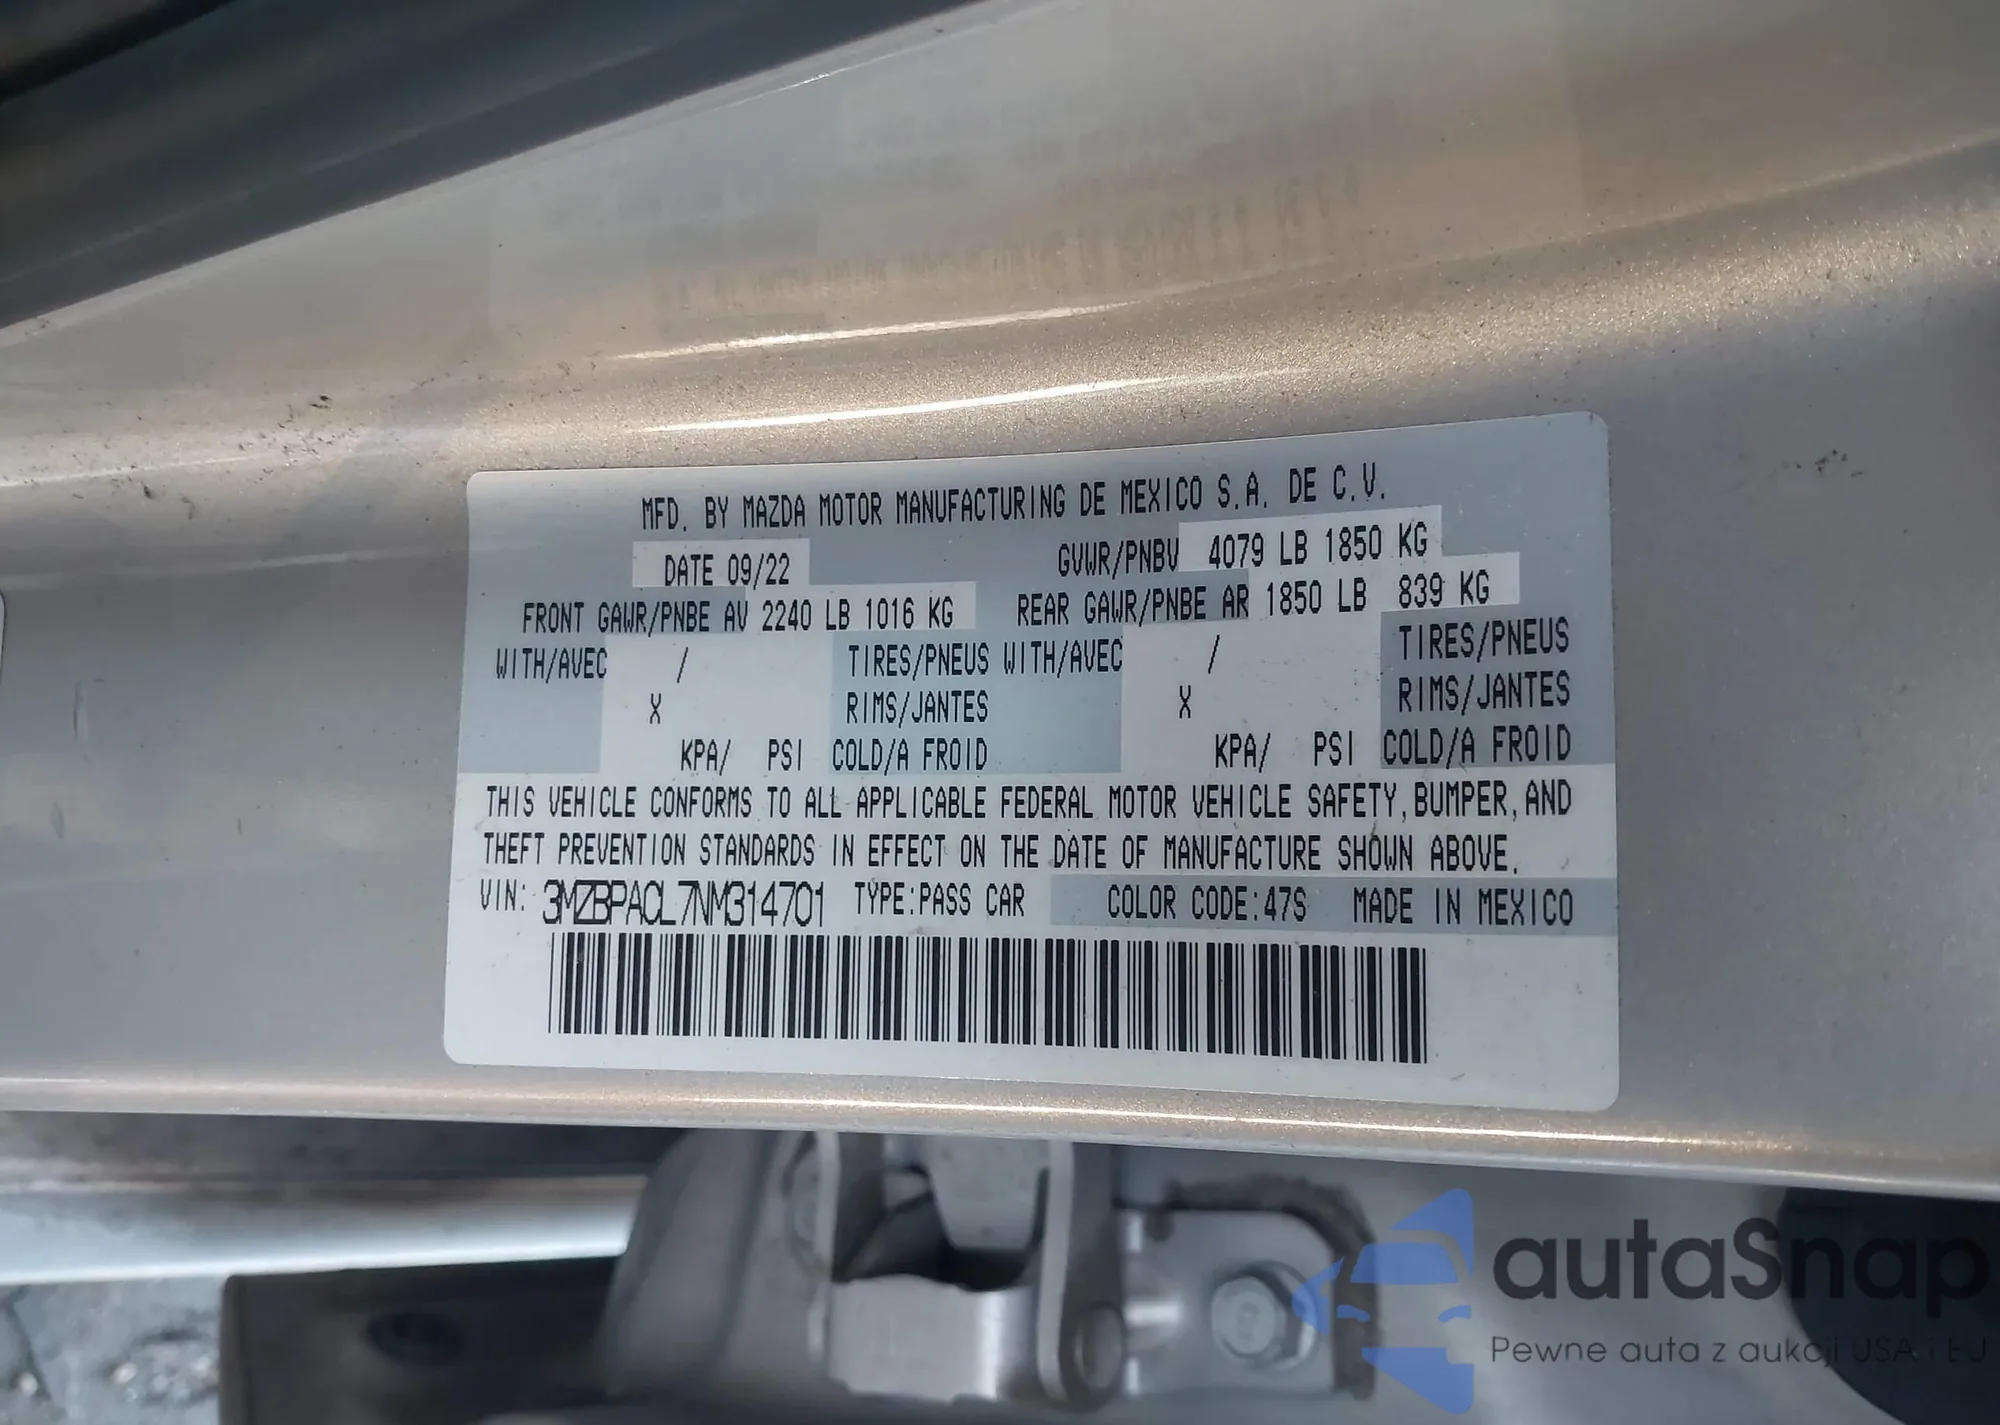 MFD. BY MAZDA MOTOR MANUFACTURING DE MEXICO S.A. DE C.V.
DATE 09/22 GVWR/PNBV 4079 LB 1850 KG
FRONT GAWR/PNBE AV 2240 LB 1016 KG REAR GAWR/PNBE AR 1850 LB 839 KG
WITH/AVEC / TIRES/PNEUS WITH/AVEC / TIRES/PNEUS
X RIMS/JANTES X RIMS/JANTES
KPA/ PSI COLD/A FROID KPA/ PSI COLD/A FROID
THIS VEHICLE CONFORMS TO ALL APPLICABLE FEDERAL MOTOR VEHICLE SAFETY, BUMPER, AND
THEFT PREVENTION STANDARDS IN EFFECT ON THE DATE OF MANUFACTURE SHOWN ABOVE.
VIN: 3MZBPACL7NM314701 TYPE:PASS CAR COLOR CODE:47S MADE IN MEXICO
autaSnap
Pewne auta z aukcji USA i EU